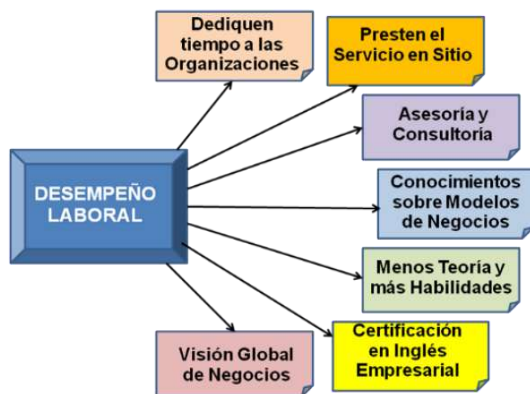 Dediquen
tiempo a las
Organizaciones
Presten el
Servicio en Sitio
Asesoría y
Consultoría
DESEMPEÑO
LABORAL
Conocimientos
sobre Modelos
de Negocios
Menos Teoría y
más Habilidades
Visión Global
de Negocios
Certificación
en Inglés
Empresarial